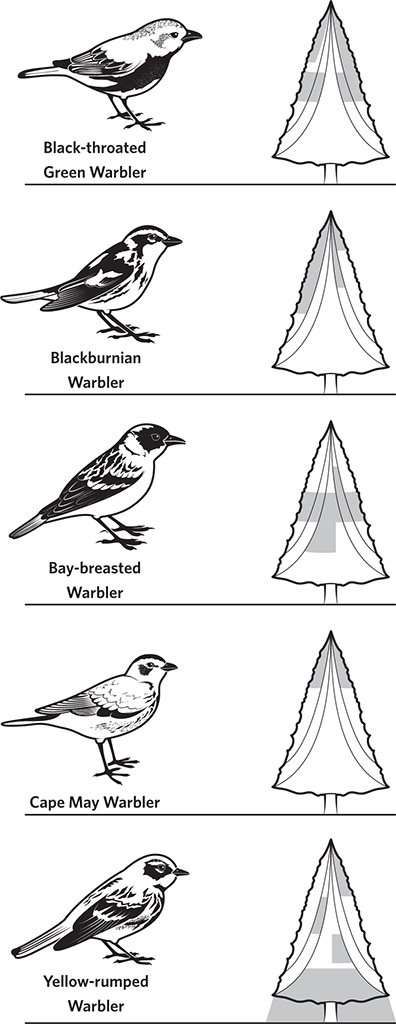 Black-throated
Green Warbler
Blackburnian
Warbler
Bay-breasted
Warbler
Cape May Warbler
Yellow-rumped
Warbler